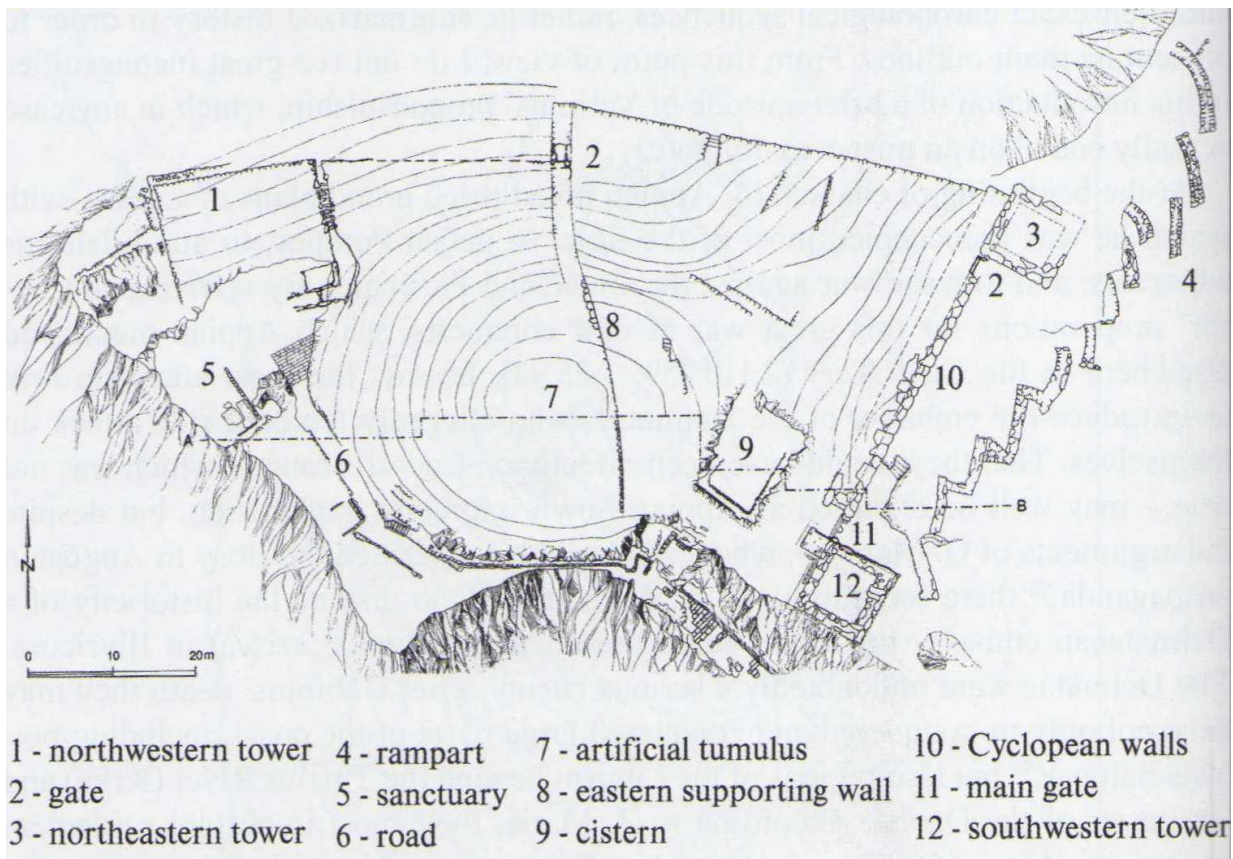 1
2
3
2
4
8
5
10
7
A
6
9
B
11
12
N
0 20m
1 - northwestern tower 4 - rampart 7 - artificial tumulus 10 - Cyclopean walls
2 - gate 5 - sanctuary 8 - eastern supporting wall 11 - main gate
3 - northeastern tower 6 - road 9 - cistern 12 - southwestern tower